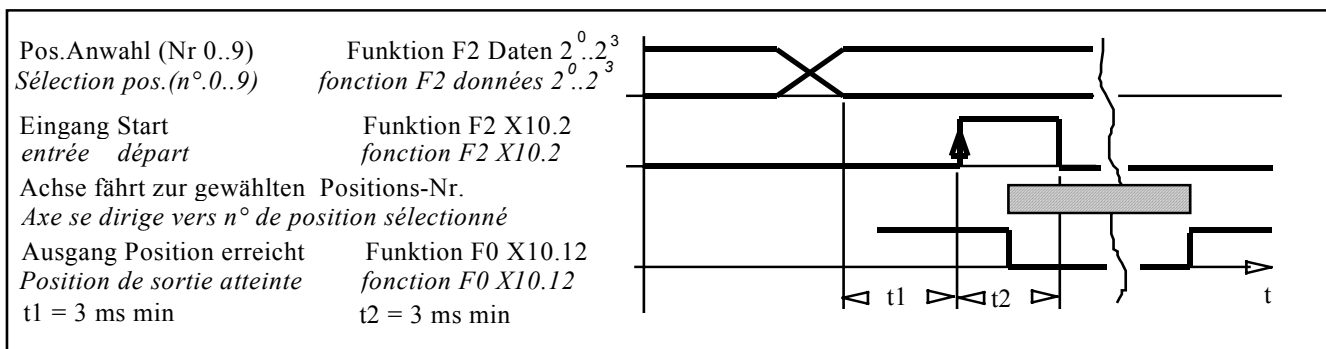 Pos.Anwahl (Nr 0..9) Funktion F2 Daten 2⁰..2³
Sélection pos.(n°.0..9) fonction F2 données 2⁰..2³
Eingang Start Funktion F2 X10.2
entrée départ fonction F2 X10.2
Achse fährt zur gewählten Positions-Nr.
Axe se dirige vers n° de position sélectionné
Ausgang Position erreicht Funktion F0 X10.12
Position de sortie atteinte fonction F0 X10.12
t1 = 3 ms min t2 = 3 ms min
t1 t2 t